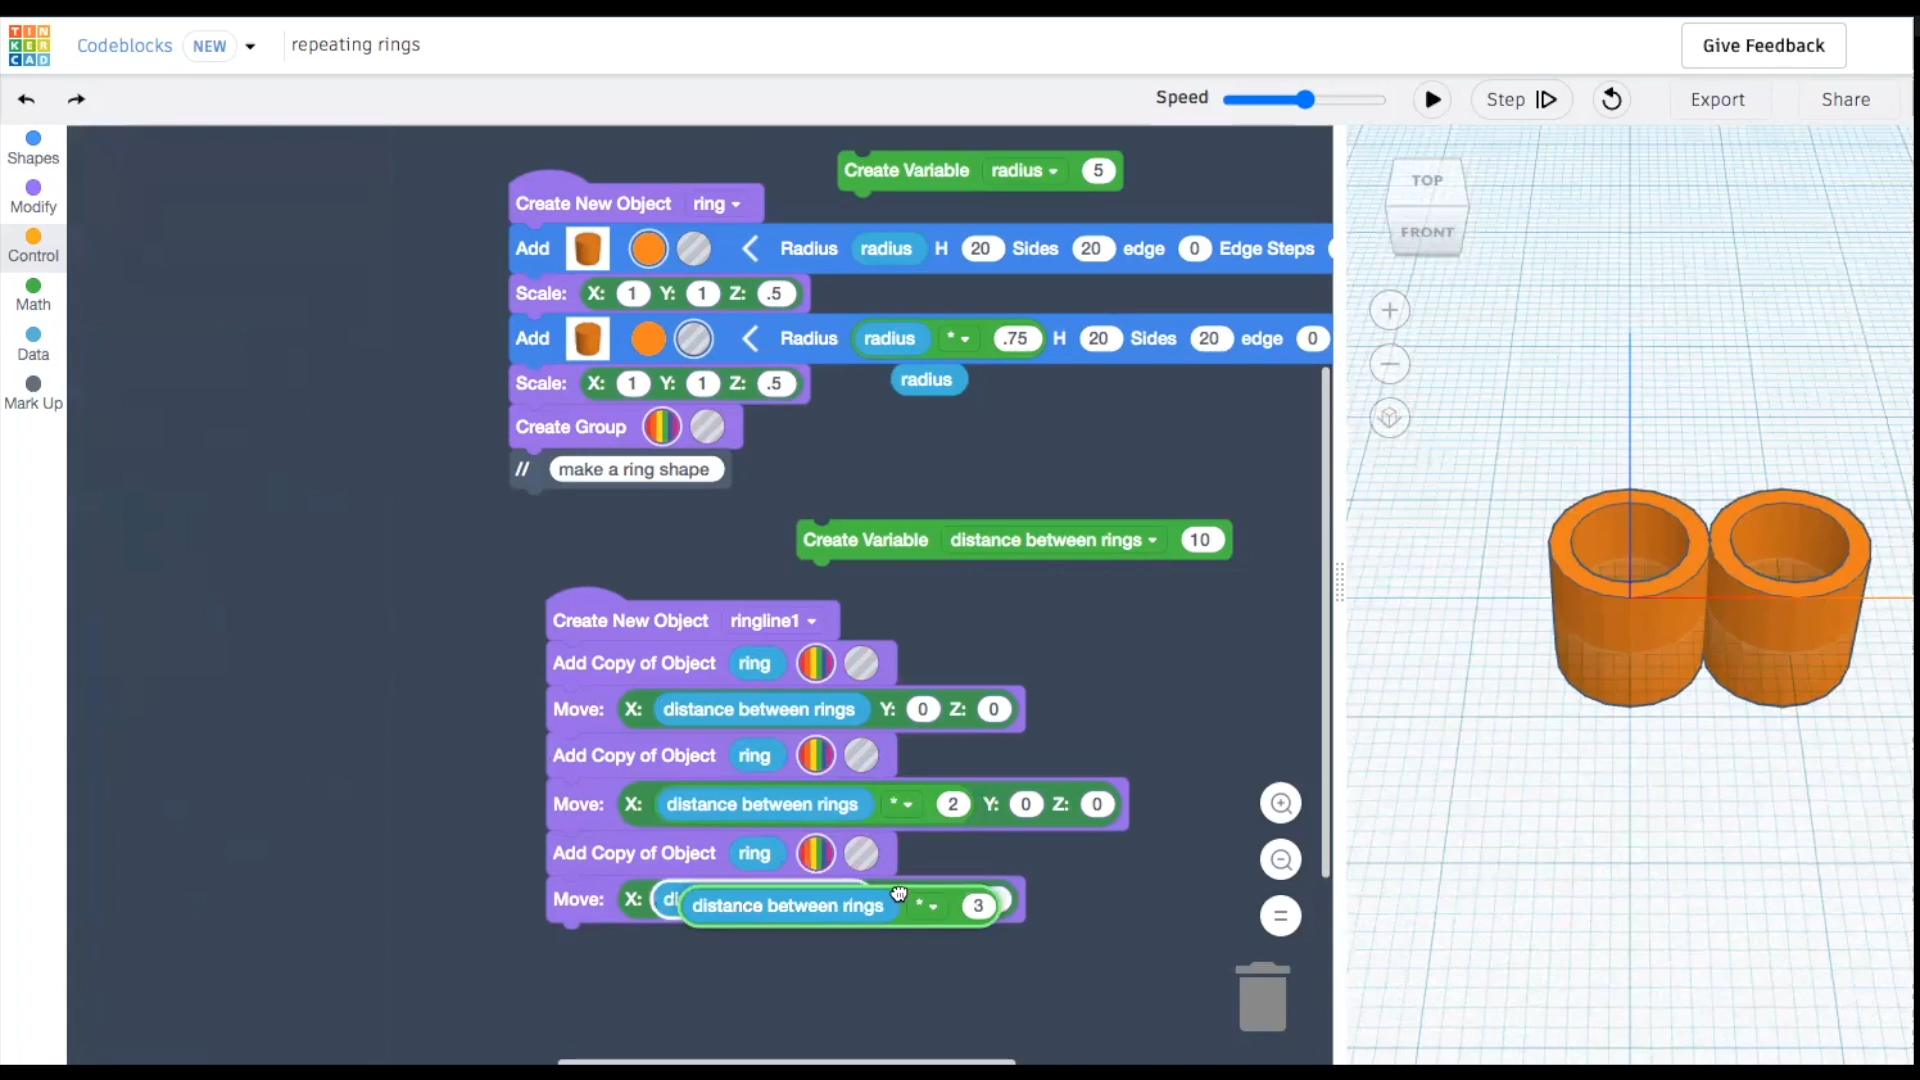 TIN
KER
CAD
Codeblocks NEW repeating rings
Give Feedback
Speed Step Export Share
Shapes
Modify
Control
Math
Data
Mark Up
Create Variable radius 5
Create New Object ring
Add Radius radius H 20 Sides 20 edge 0 Edge Steps
Scale: X: 1 Y: 1 Z: .5
Add Radius radius * .75 H 20 Sides 20 edge 0
radius
Scale: X: 1 Y: 1 Z: .5
Create Group
// make a ring shape
Create Variable distance between rings 10
Create New Object ringline1
Add Copy of Object ring
Move: X: distance between rings Y: 0 Z: 0
Add Copy of Object ring
Move: X: distance between rings * 2 Y: 0 Z: 0
Add Copy of Object ring
Move: X: di distance between rings * 3
TOP
FRONT